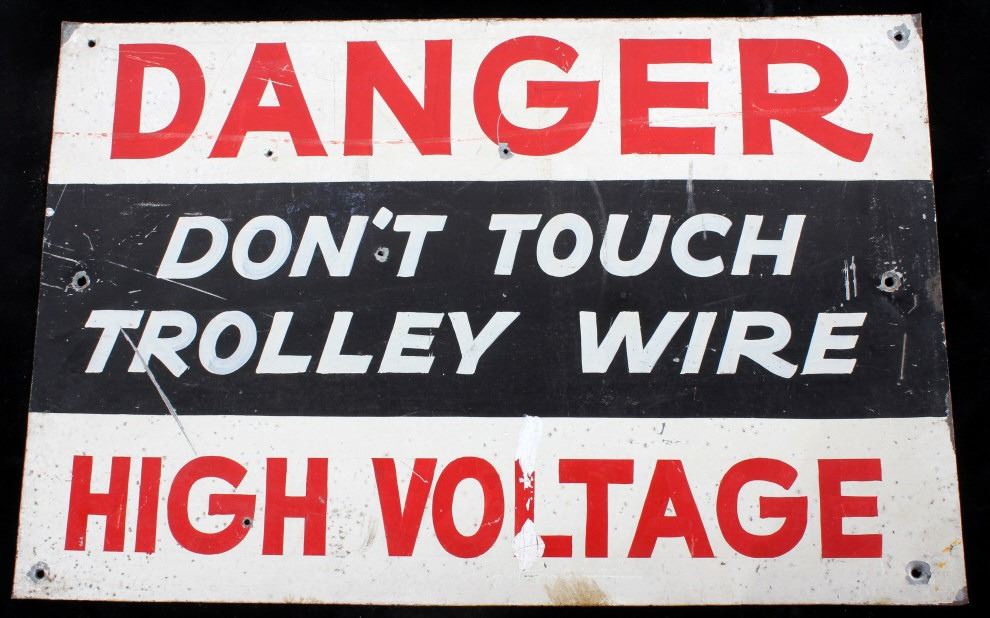 DANGER
DON'T TOUCH
TROLLEY WIRE
HIGH VOLTAGE